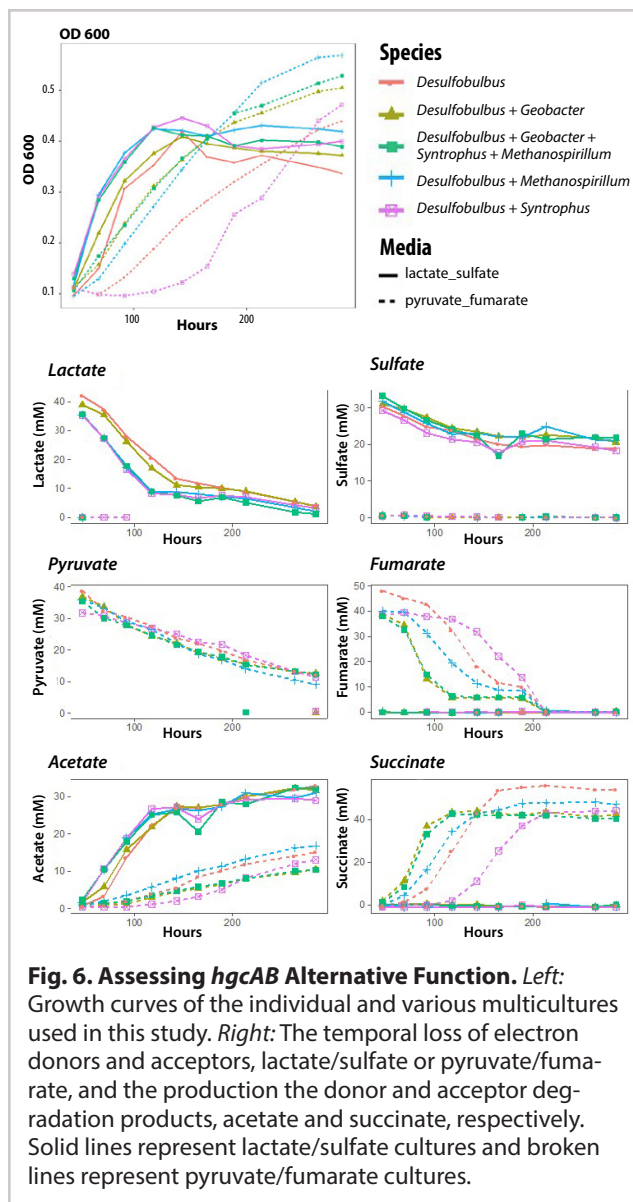 OD 600
OD 600
0.5
0.4
0.3
0.2
0.1
100
200
Hours
Species
Desulfobulbus
Desulfobulbus + Geobacter
Desulfobulbus + Geobacter +
Syntrophus + Methanospirillum
Desulfobulbus + Methanospirillum
Desulfobulbus + Syntrophus
Media
lactate_sulfate
pyruvate_fumarate
Lactate
Lactate (mM)
40
30
20
10
0
200
Hours
Sulfate
Sulfate (mM)
30
20
10
0
200
Hours
Pyruvate
Pyruvate (mM)
40
30
20
10
0
100
200
Hours
Fumarate
Fumarate (mM)
50
40
30
20
10
0
100
200
Hours
Acetate
Acetate (mM)
30
20
10
0
100
200
Hours
Succinate
Succinate (mM)
40
20
0
100
200
Hours
Fig. 6. Assessing hgcAB Alternative Function. Left:
Growth curves of the individual and various multicultures
used in this study. Right: The temporal loss of electron
donors and acceptors, lactate/sulfate or pyruvate/fuma-
rate, and the production the donor and acceptor deg-
radation products, acetate and succinate, respectively.
Solid lines represent lactate/sulfate cultures and broken
lines represent pyruvate/fumarate cultures.